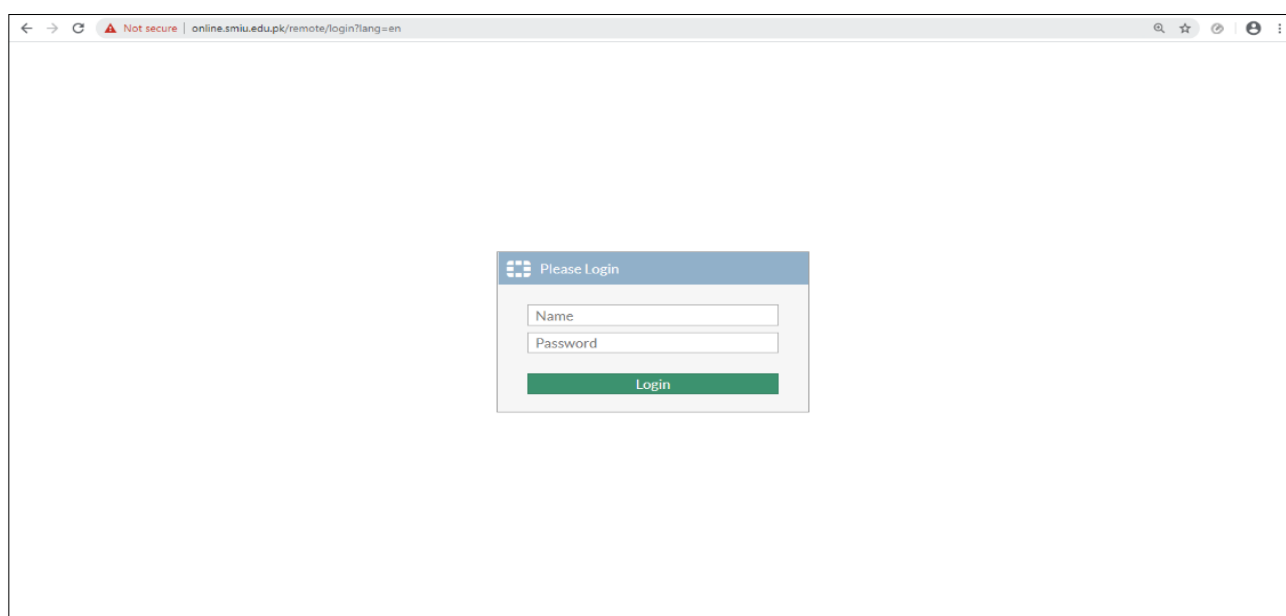 Not secure | online.smiu.edu.pk/remote/login?lang=en
Please Login
Name
Password
Login